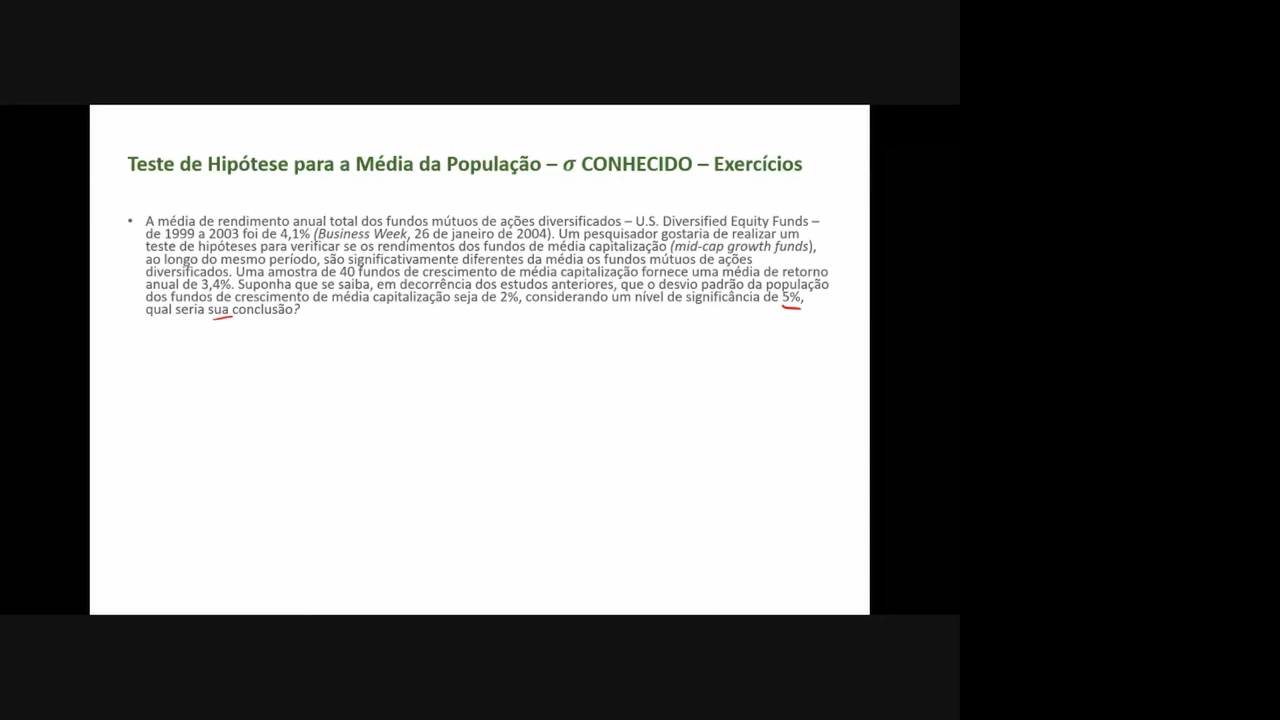 Teste de Hipótese para a Média da População – σ CONHECIDO – Exercícios
• A média de rendimento anual total dos fundos mútuos de ações diversificados – U.S. Diversified Equity Funds –
de 1999 a 2003 foi de 4,1% (Business Week, 26 de janeiro de 2004). Um pesquisador gostaria de realizar um
teste de hipóteses para verificar se os rendimentos dos fundos de média capitalização (mid-cap growth funds),
ao longo do mesmo período, são significativamente diferentes da média os fundos mútuos de ações
diversificados. Uma amostra de 40 fundos de crescimento de média capitalização fornece uma média de retorno
anual de 3,4%. Suponha que se saiba, em decorrência dos estudos anteriores, que o desvio padrão da população
dos fundos de crescimento de média capitalização seja de 2%, considerando um nível de significância de 5%,
qual seria sua conclusão?